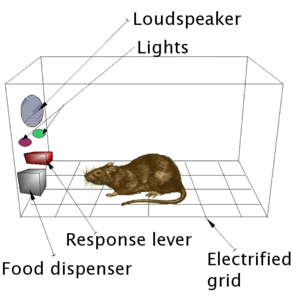 Loudspeaker
Lights
Response lever
Food dispenser
Electrified
grid